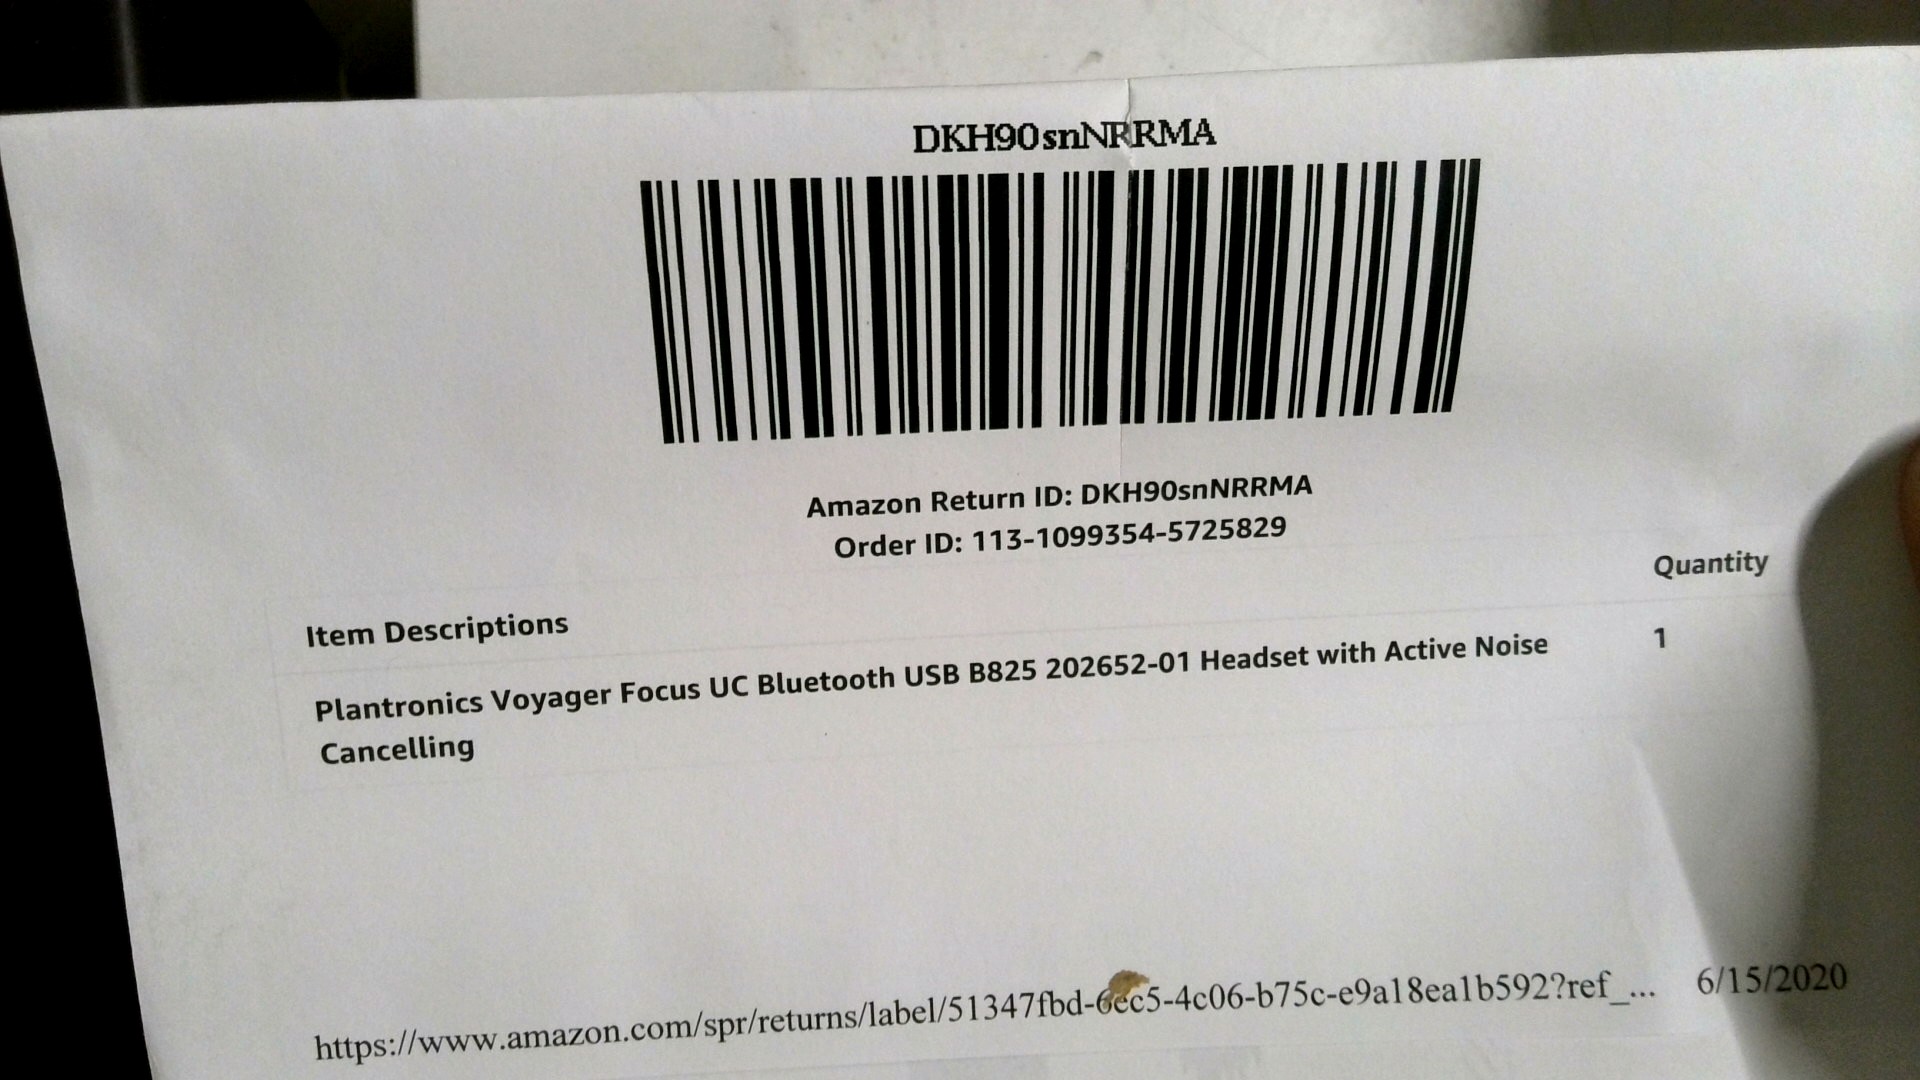 DKH90snNRRMA
Amazon Return ID: DKH90snNRRMA
Order ID: 113-1099354-5725829
Item Descriptions Quantity
Plantronics Voyager Focus UC Bluetooth USB B825 202652-01 Headset with Active Noise 1
Cancelling
https://www.amazon.com/spr/returns/label/51347fbd-6ec5-4c06-b75c-e9a18ea1b592?ref_... 6/15/2020